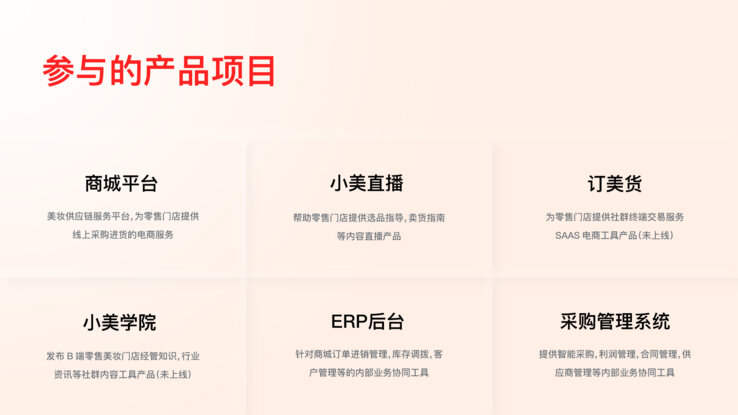 参与的产品项目
商城平台
美妆供应链服务平台,为零售门店提供
线上采购进货的电商服务
小美直播
帮助零售门店提供选品指导,卖货指南
等内容直播产品
订美货
为零售门店提供社群终端交易服务
SAAS 电商工具产品(未上线)
小美学院
发布 B 端零售美妆门店经管知识,行业
资讯等社群内容工具产品(未上线)
ERP后台
针对商城订单进销管理,库存调拨,客
户管理等的内部业务协同工具
采购管理系统
提供智能采购,利润管理,合同管理,供
应商管理等内部业务协同工具